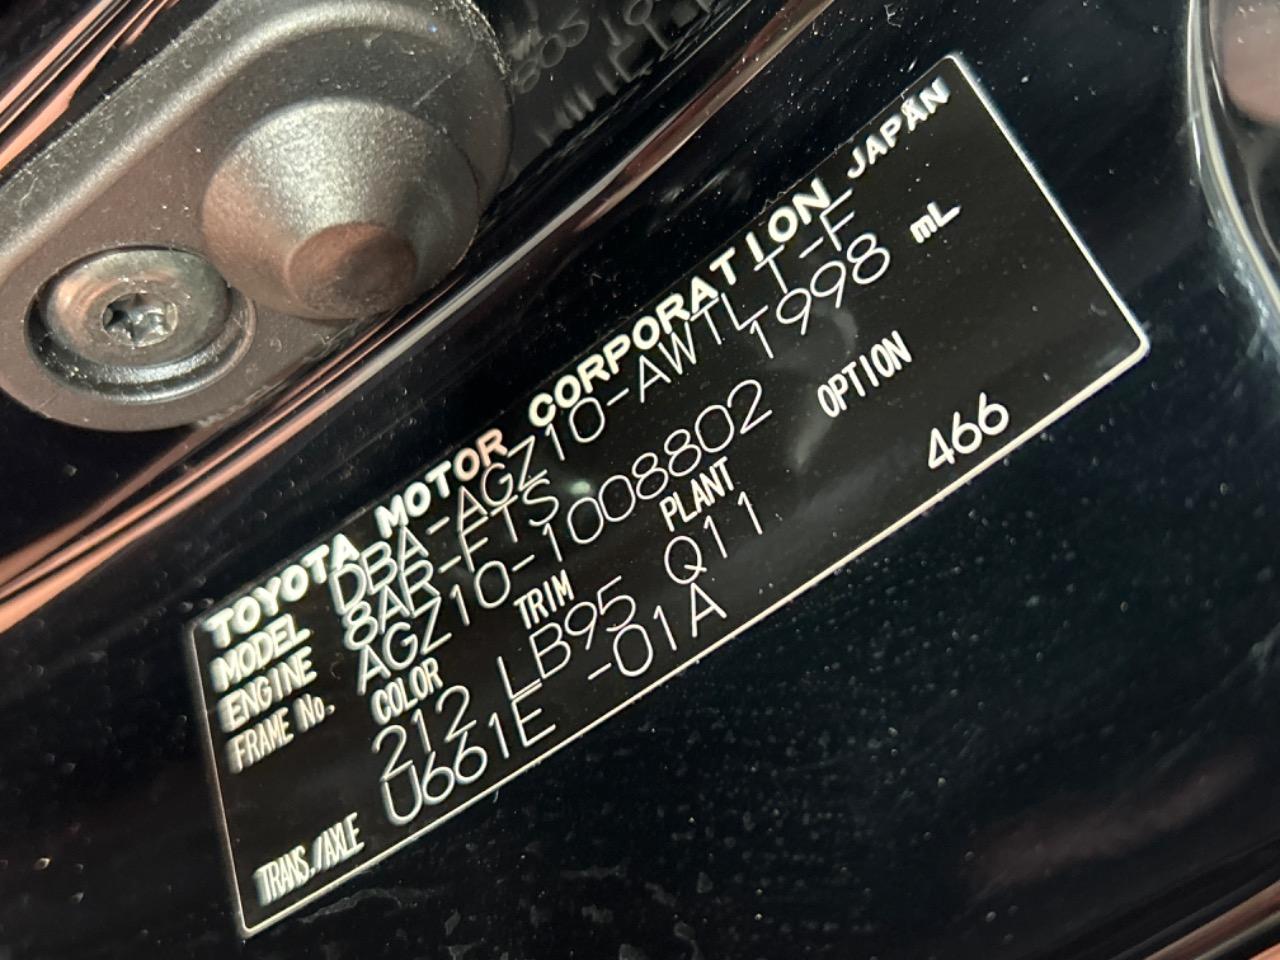 TOYOTA MOTOR CORPORATION JAPAN
MODEL DBA-AGZ10-AWTLT-F
ENGINE 8AR-FTS 1998 mL
FRAME No. AGZ10-1008802
COLOR TRIM PLANT OPTION
212 LB95 Q11 466
TRANS./AXLE U661E -01A